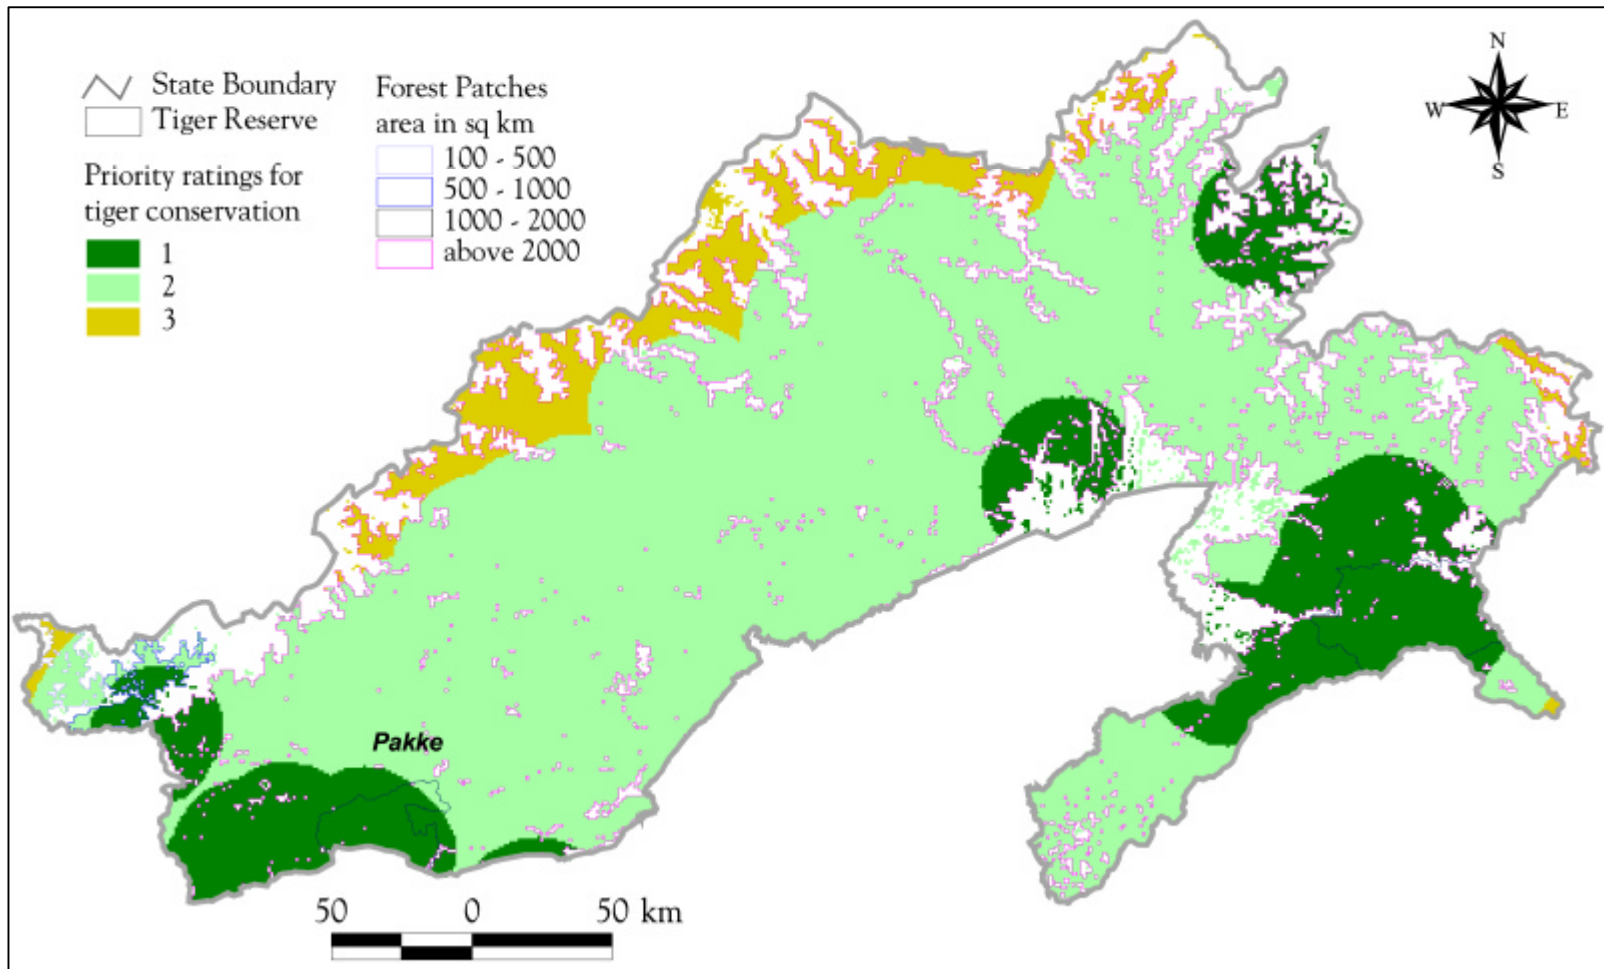 State Boundary
Tiger Reserve
Priority ratings for
tiger conservation
1
2
3
Forest Patches
area in sq km
100 - 500
500 - 1000
1000 - 2000
above 2000
N
W
E
S
Pakke
50 0 50 km